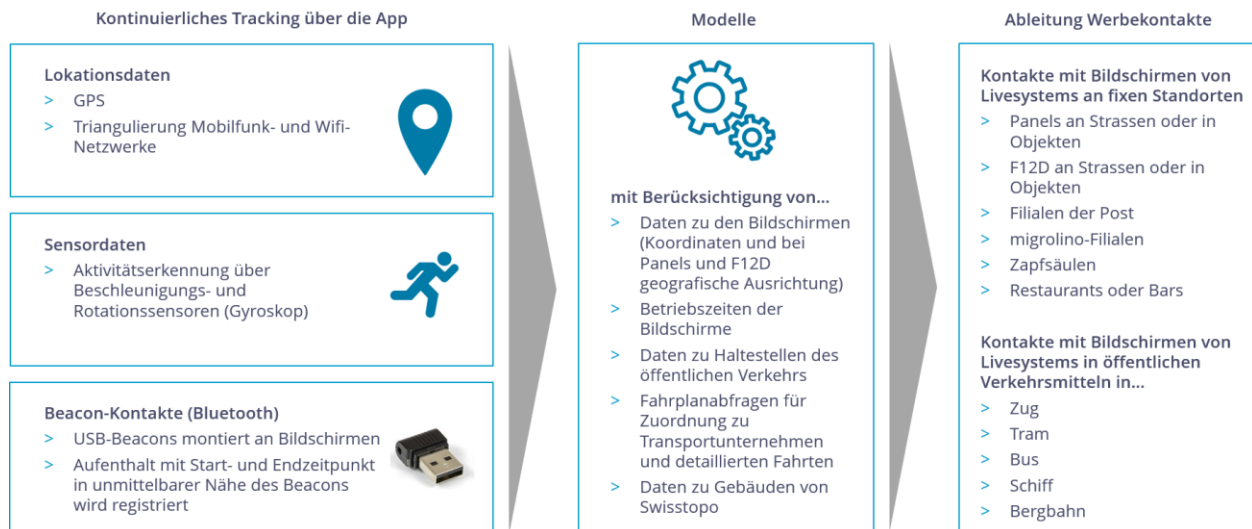 Kontinuierliches Tracking über die App
Lokationsdaten
> GPS
> Triangulierung Mobilfunk- und Wifi-
Netzwerke
Sensordaten
> Aktivitätserkennung über
Beschleunigungs- und
Rotationssensoren (Gyroskop)
Beacon-Kontakte (Bluetooth)
> USB-Beacons montiert an Bildschirmen
> Aufenthalt mit Start- und Endzeitpunkt
in unmittelbarer Nähe des Beacons
wird registriert
Modelle
mit Berücksichtigung von...
> Daten zu den Bildschirmen
(Koordinaten und bei
Panels und F12D
geografische Ausrichtung)
> Betriebszeiten der
Bildschirme
> Daten zu Haltestellen des
öffentlichen Verkehrs
> Fahrplanabfragen für
Zuordnung zu
Transportunternehmen
und detaillierten Fahrten
> Daten zu Gebäuden von
Swisstopo
Ableitung Werbekontakte
Kontakte mit Bildschirmen von
Livesystems an fixen Standorten
> Panels an Strassen oder in
Objekten
> F12D an Strassen oder in
Objekten
> Filialen der Post
> migrolino-Filialen
> Zapfsäulen
> Restaurants oder Bars
Kontakte mit Bildschirmen von
Livesystems in öffentlichen
Verkehrsmitteln in...
> Zug
> Tram
> Bus
> Schiff
> Bergbahn